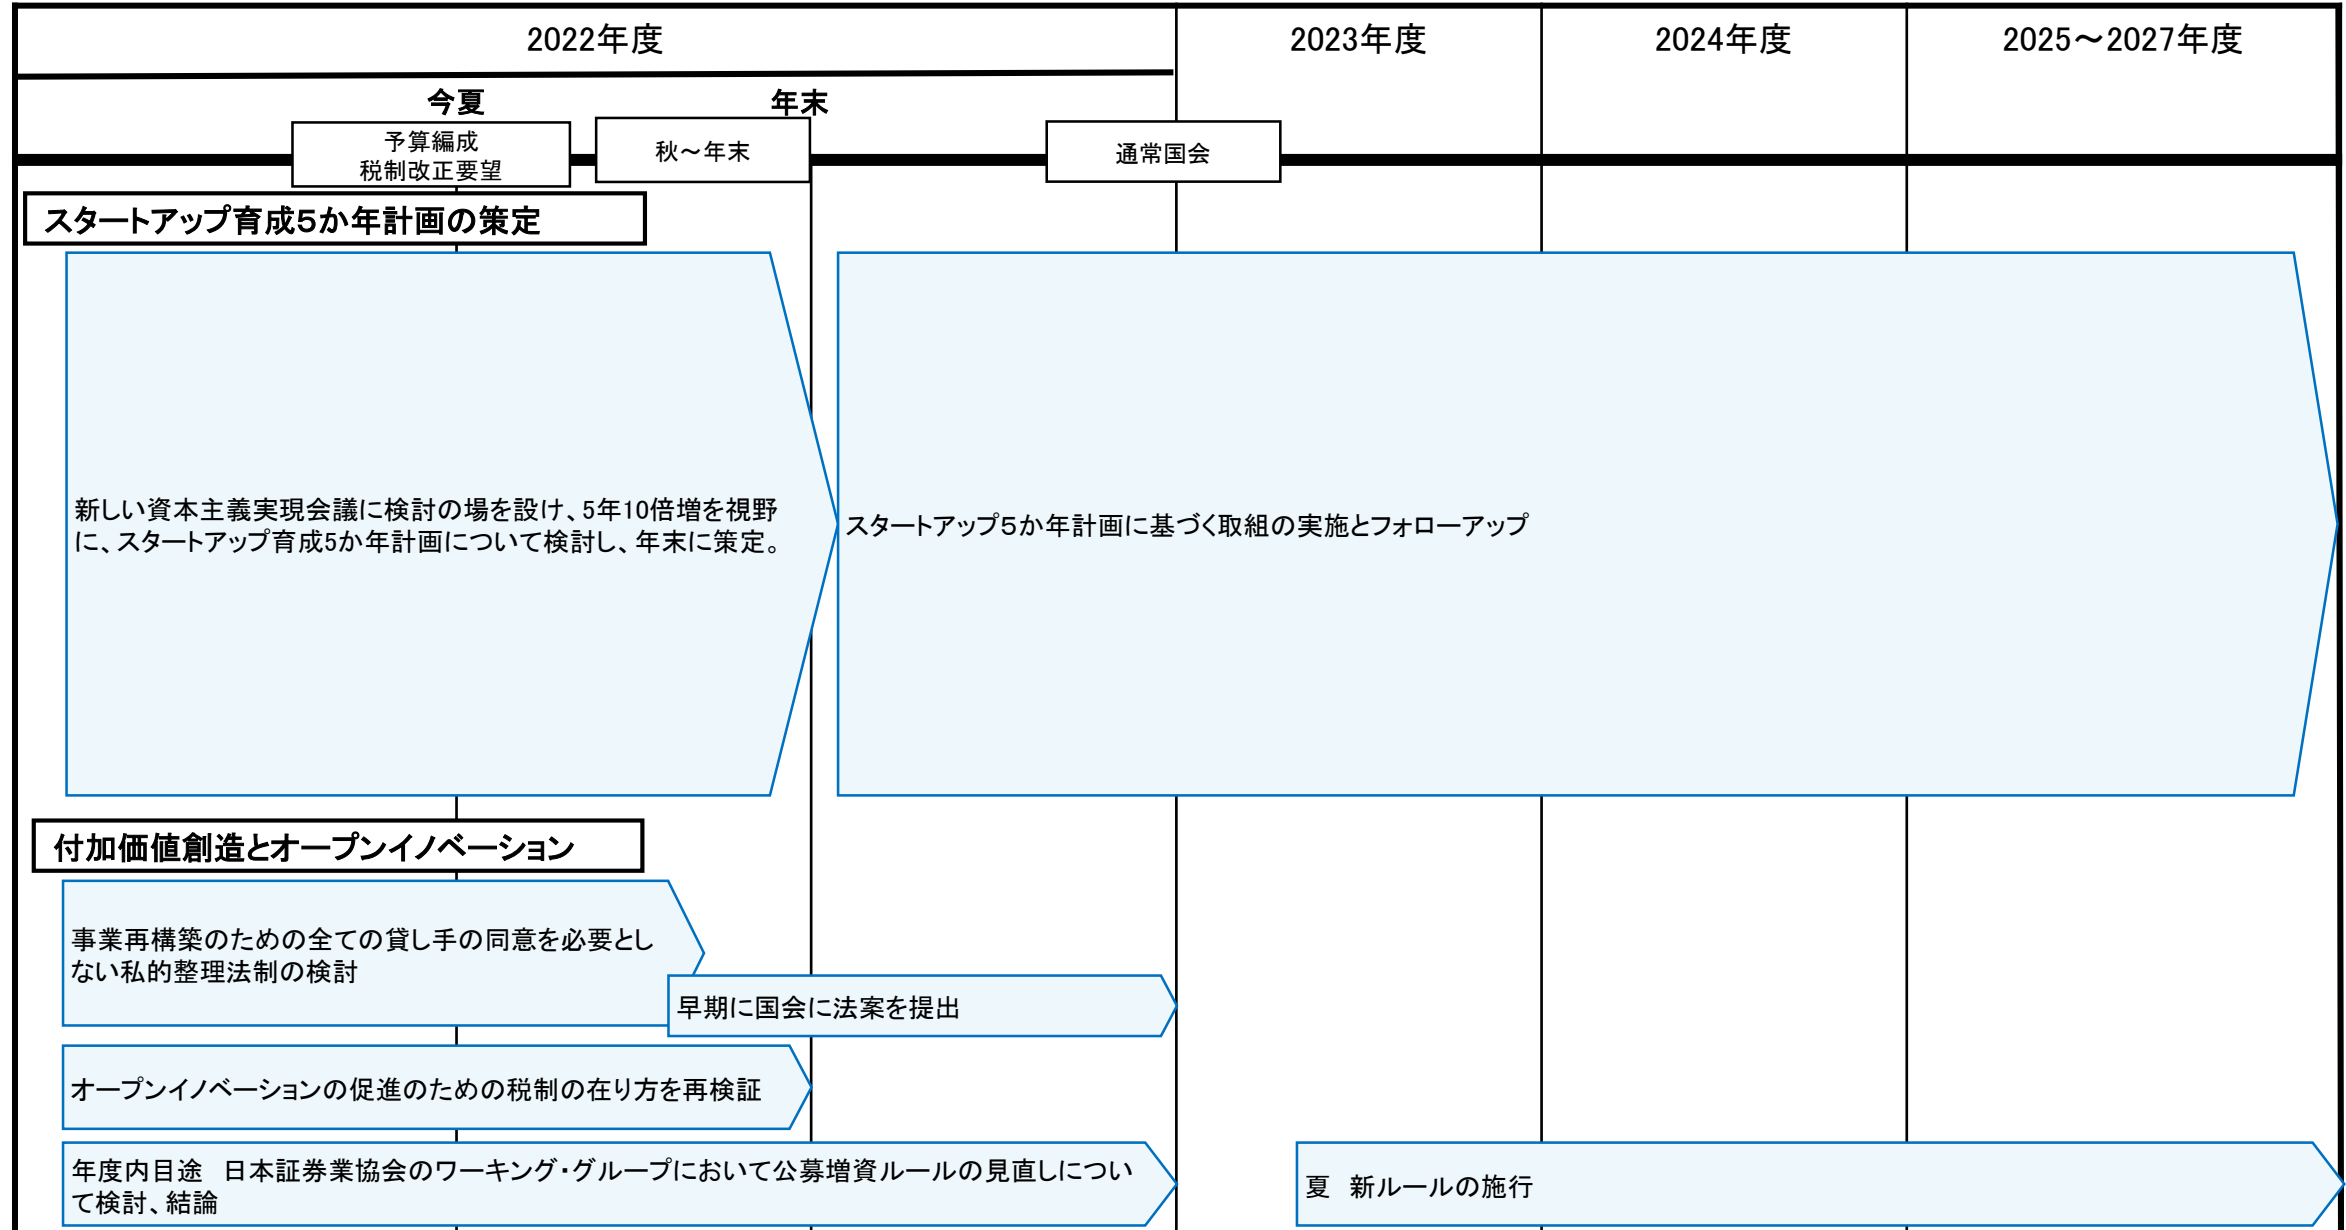 2022年度
2023年度
2024年度
2025～2027年度
今夏
年末
予算編成
税制改正要望
秋～年末
通常国会
スタートアップ育成５か年計画の策定
新しい資本主義実現会議に検討の場を設け、5年10倍増を視野
に、スタートアップ育成5か年計画について検討し、年末に策定。
スタートアップ５か年計画に基づく取組の実施とフォローアップ
付加価値創造とオープンイノベーション
事業再構築のための全ての貸し手の同意を必要とし
ない私的整理法制の検討
早期に国会に法案を提出
オープンイノベーションの促進のための税制の在り方を再検証
年度内目途　日本証券業協会のワーキング・グループにおいて公募増資ルールの見直しについ
て検討、結論
夏　新ルールの施行